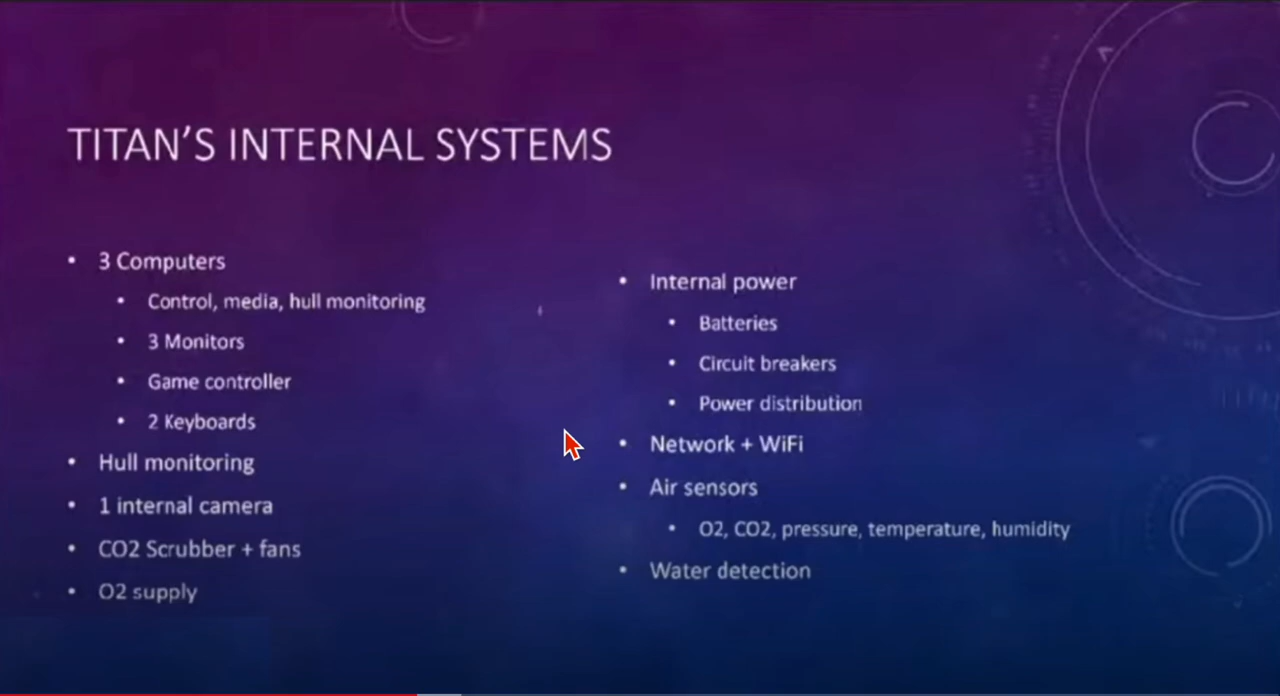 TITAN'S INTERNAL SYSTEMS
• 3 Computers
• Control, media, hull monitoring
• 3 Monitors
• Game controller
• 2 Keyboards
• Hull monitoring
• 1 internal camera
• CO2 Scrubber + fans
• O2 supply
• Internal power
• Batteries
• Circuit breakers
• Power distribution
• Network + WiFi
• Air sensors
• O2, CO2, pressure, temperature, humidity
• Water detection